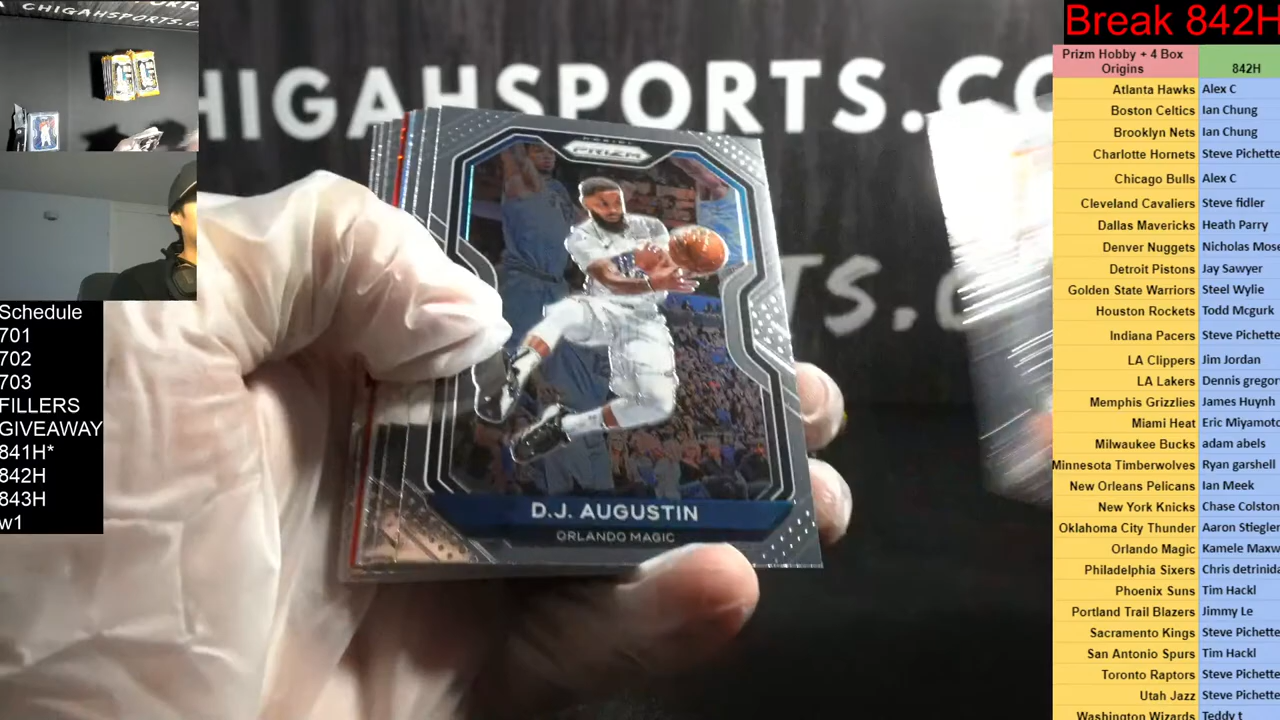 CHIGAHSPORTS.CO
HIGAHSPORTS.CO
PANINI
PRIZM
D.J. AUGUSTIN
ORLANDO MAGIC
Schedule
701
702
703
FILLERS
GIVEAWAY
841H*
842H
843H
w1
Break 842H
Prizm Hobby + 4 Box
Origins 842H
Atlanta Hawks Alex C
Boston Celtics Ian Chung
Brooklyn Nets Ian Chung
Charlotte Hornets Steve Pichette
Chicago Bulls Alex C
Cleveland Cavaliers Steve fidler
Dallas Mavericks Heath Parry
Denver Nuggets Nicholas Mose
Detroit Pistons Jay Sawyer
Golden State Warriors Steel Wylie
Houston Rockets Todd Mcgurk
Indiana Pacers Steve Pichette
LA Clippers Jim Jordan
LA Lakers Dennis gregor
Memphis Grizzlies James Huynh
Miami Heat Eric Miyamoto
Milwaukee Bucks adam abels
Minnesota Timberwolves Ryan garshell
New Orleans Pelicans Ian Meek
New York Knicks Chase Colston
Oklahoma City Thunder Aaron Stiegler
Orlando Magic Kamele Maxw
Philadelphia Sixers Chris detrinida
Phoenix Suns Tim Hackl
Portland Trail Blazers Jimmy Le
Sacramento Kings Steve Pichette
San Antonio Spurs Tim Hackl
Toronto Raptors Steve Pichette
Utah Jazz Steve Pichette
Washington Wizards Teddy t